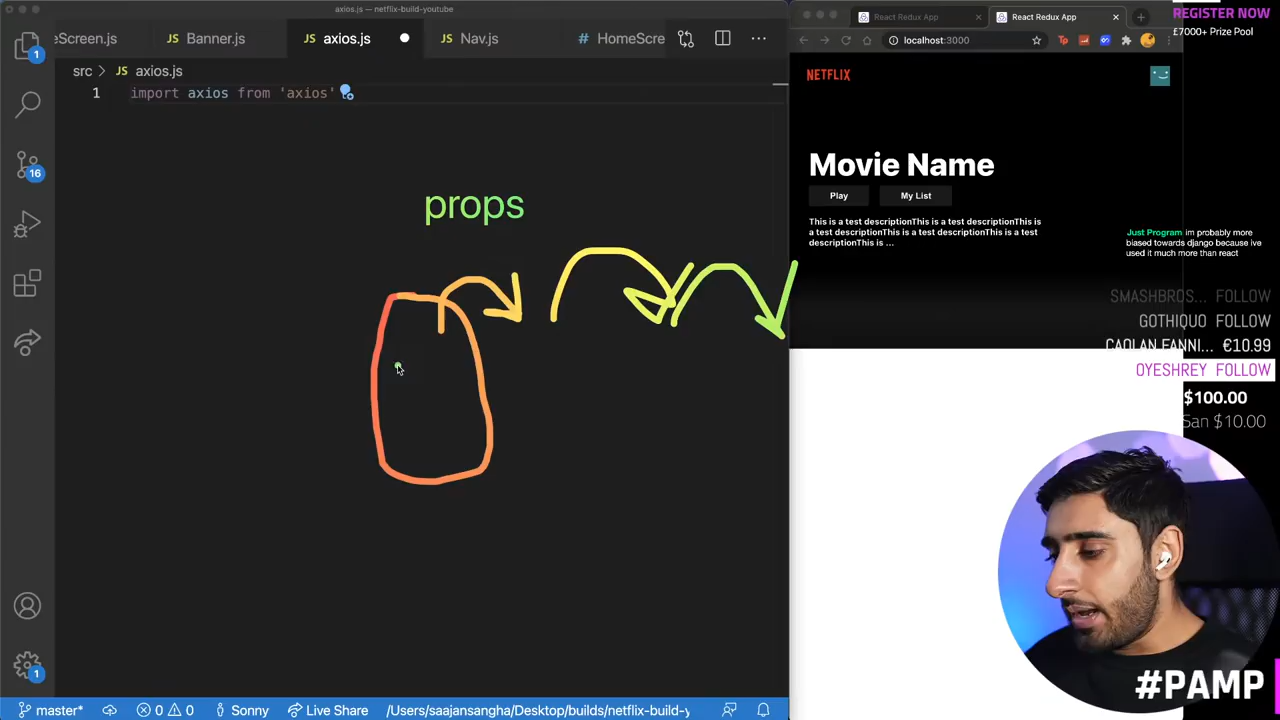 axios.js — netflix-build-youtube
eScreen.js
JS Banner.js
JS axios.js
JS Nav.js
# HomeScre
src > JS axios.js
1 import axios from 'axios'
props
1
16
1
master*
0 0
Sonny
Live Share
/Users/saajansangha/Desktop/builds/netflix-build-y
React Redux App
React Redux App
localhost:3000
NETFLIX
Movie Name
Play
My List
This is a test descriptionThis is a test descriptionThis is
a test descriptionThis is a test descriptionThis is a test
descriptionThis is ...
REGISTER NOW
£7000+ Prize Pool
Just Program im probably more
biased towards django because ive
used it much more than react
SMASHBROS... FOLLOW
GOTHIQUO FOLLOW
CAOLAN FANNI... €10.99
OYESHREY FOLLOW
$100.00
San $10.00
#PAMP